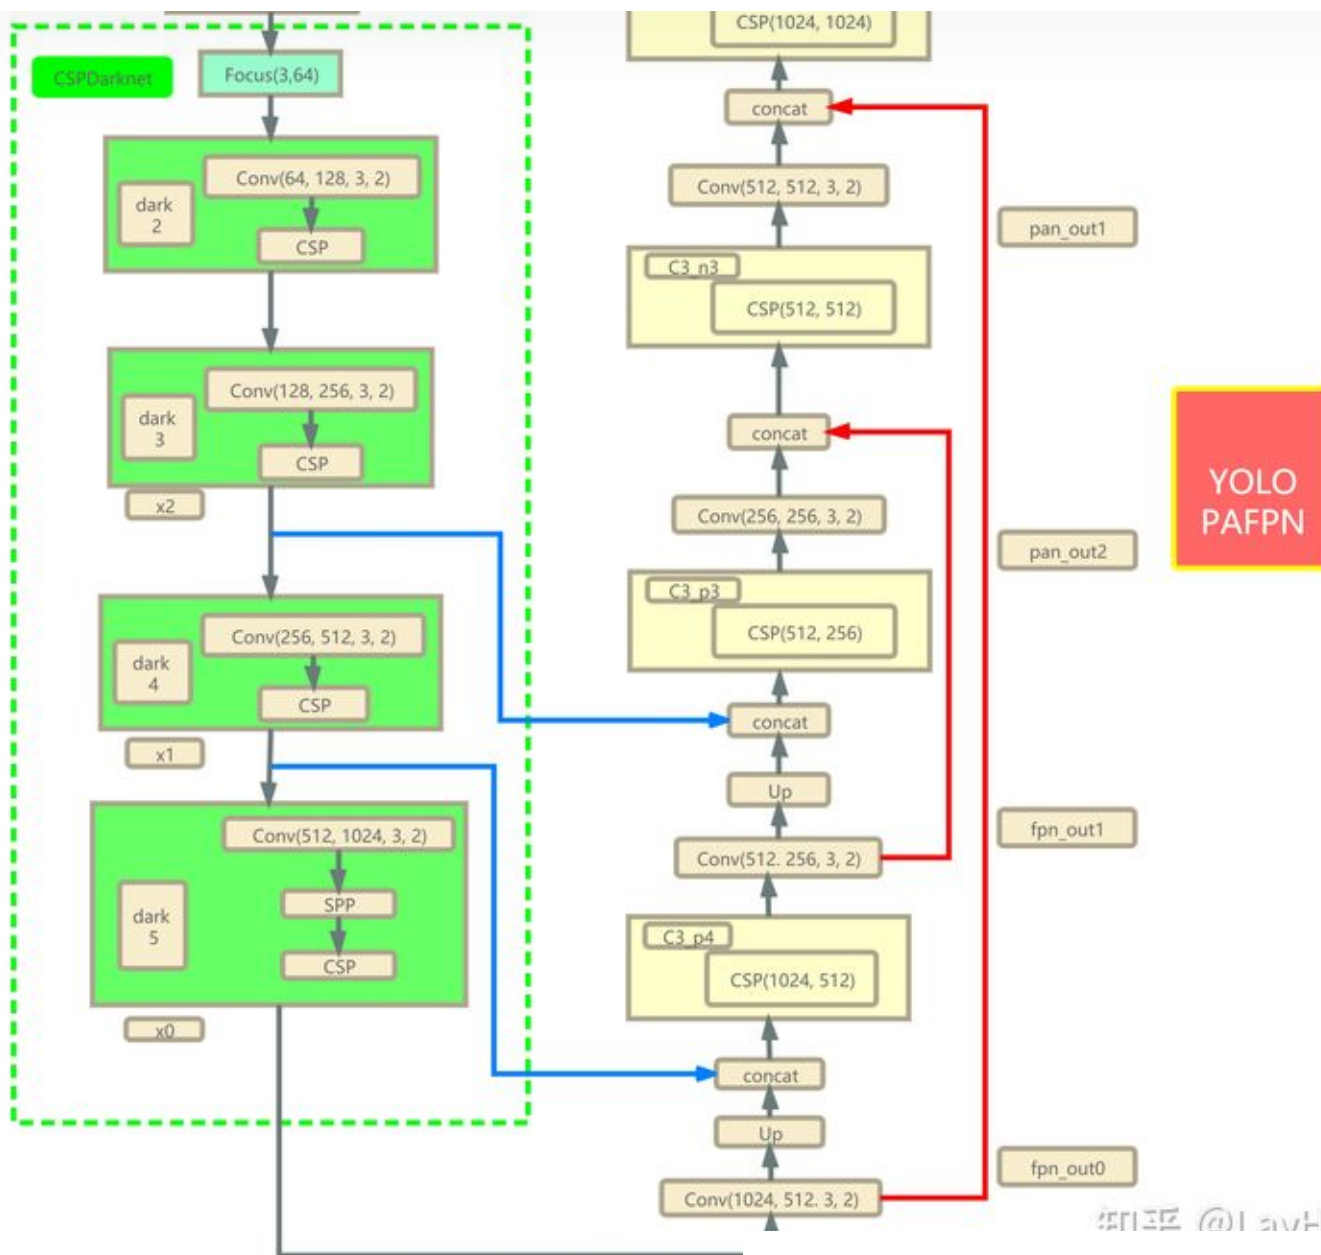 CSPDarknet
Focus(3,64)
Conv(64, 128, 3, 2)
dark
2
CSP
Conv(128, 256, 3, 2)
dark
3
CSP
x2
Conv(256, 512, 3, 2)
dark
4
CSP
x1
Conv(512, 1024, 3, 2)
SPP
dark
5
CSP
x0
CSP(1024, 1024)
concat
Conv(512, 512, 3, 2)
C3_n3
CSP(512, 512)
concat
Conv(256, 256, 3, 2)
C3_p3
CSP(512, 256)
concat
Up
Conv(512. 256, 3, 2)
C3_p4
CSP(1024, 512)
concat
Up
Conv(1024, 512. 3, 2)
pan_out1
pan_out2
fpn_out1
fpn_out0
YOLO
PAFPN
知乎 @LavH